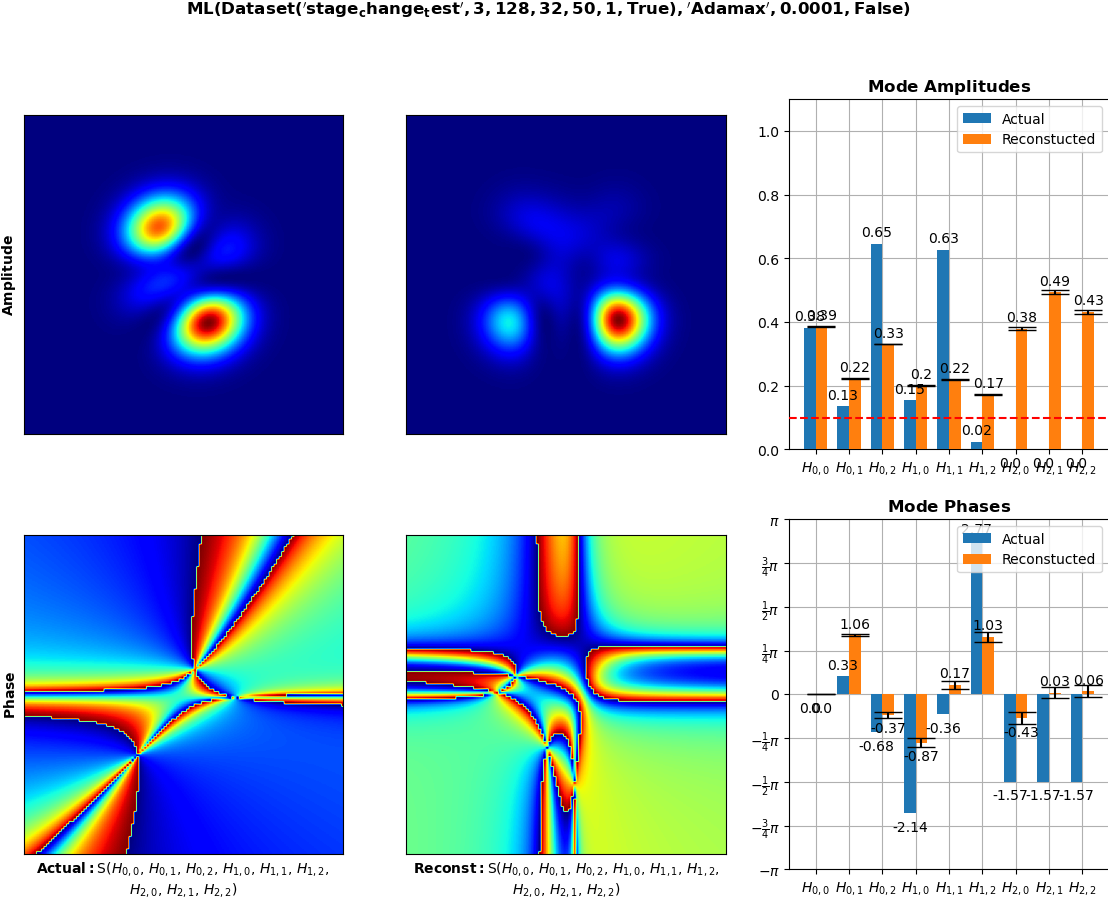 ML(Dataset('stage_change_test', 3, 128, 32, 50, 1, True), 'Adamax', 0.0001, False)
Amplitude
Mode Amplitudes
Actual
Reconstucted
1.0
0.8
0.6
0.4
0.2
0.0
0.38 0.39
0.13 0.22
0.65 0.33
0.15 0.2
0.63 0.22
0.02 0.17
0.0 0.38
0.0 0.49
0.0 0.43
H0,0 H0,1 H0,2 H1,0 H1,1 H1,2 H2,0 H2,1 H2,2
Phase
Mode Phases
Actual
Reconstucted
π
3/4π
1/2π
1/4π
0
−1/4π
−1/2π
−3/4π
−π
0.0 0.0
0.33 1.06
-0.68 -0.37
-2.14 -0.87
-0.36 0.17
2.77 1.03
-1.57 -0.43
-1.57 0.03
-1.57 0.06
H0,0 H0,1 H0,2 H1,0 H1,1 H1,2 H2,0 H2,1 H2,2
Actual: S(H0,0, H0,1, H0,2, H1,0, H1,1, H1,2,
H2,0, H2,1, H2,2)
Reconst: S(H0,0, H0,1, H0,2, H1,0, H1,1, H1,2,
H2,0, H2,1, H2,2)